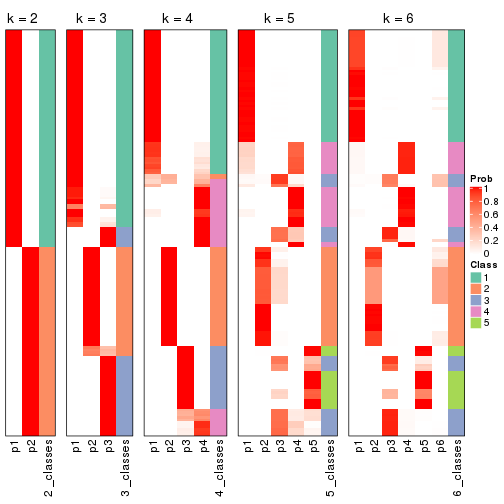 k = 2
k = 3
k = 4
k = 5
k = 6
p1
p2
2_classes
p1
p2
p3
3_classes
p1
p2
p3
p4
4_classes
p1
p2
p3
p4
p5
5_classes
p1
p2
p3
p4
p5
p6
6_classes
Prob
1
0.8
0.6
0.4
0.2
0
Class
1
2
3
4
5